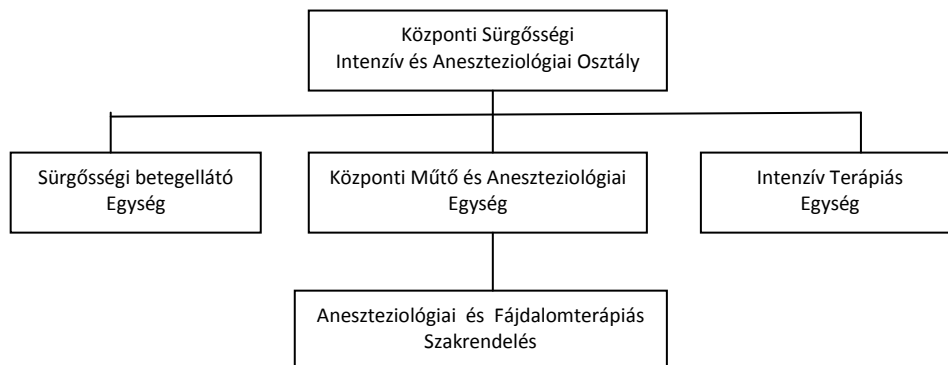 Központi Sürgősségi
Intenzív és Aneszteziológiai Osztály
Sürgősségi betegellátó
Egység
Központi Műtő és Aneszteziológiai
Egység
Intenzív Terápiás
Egység
Aneszteziológiai és Fájdalomterápiás
Szakrendelés